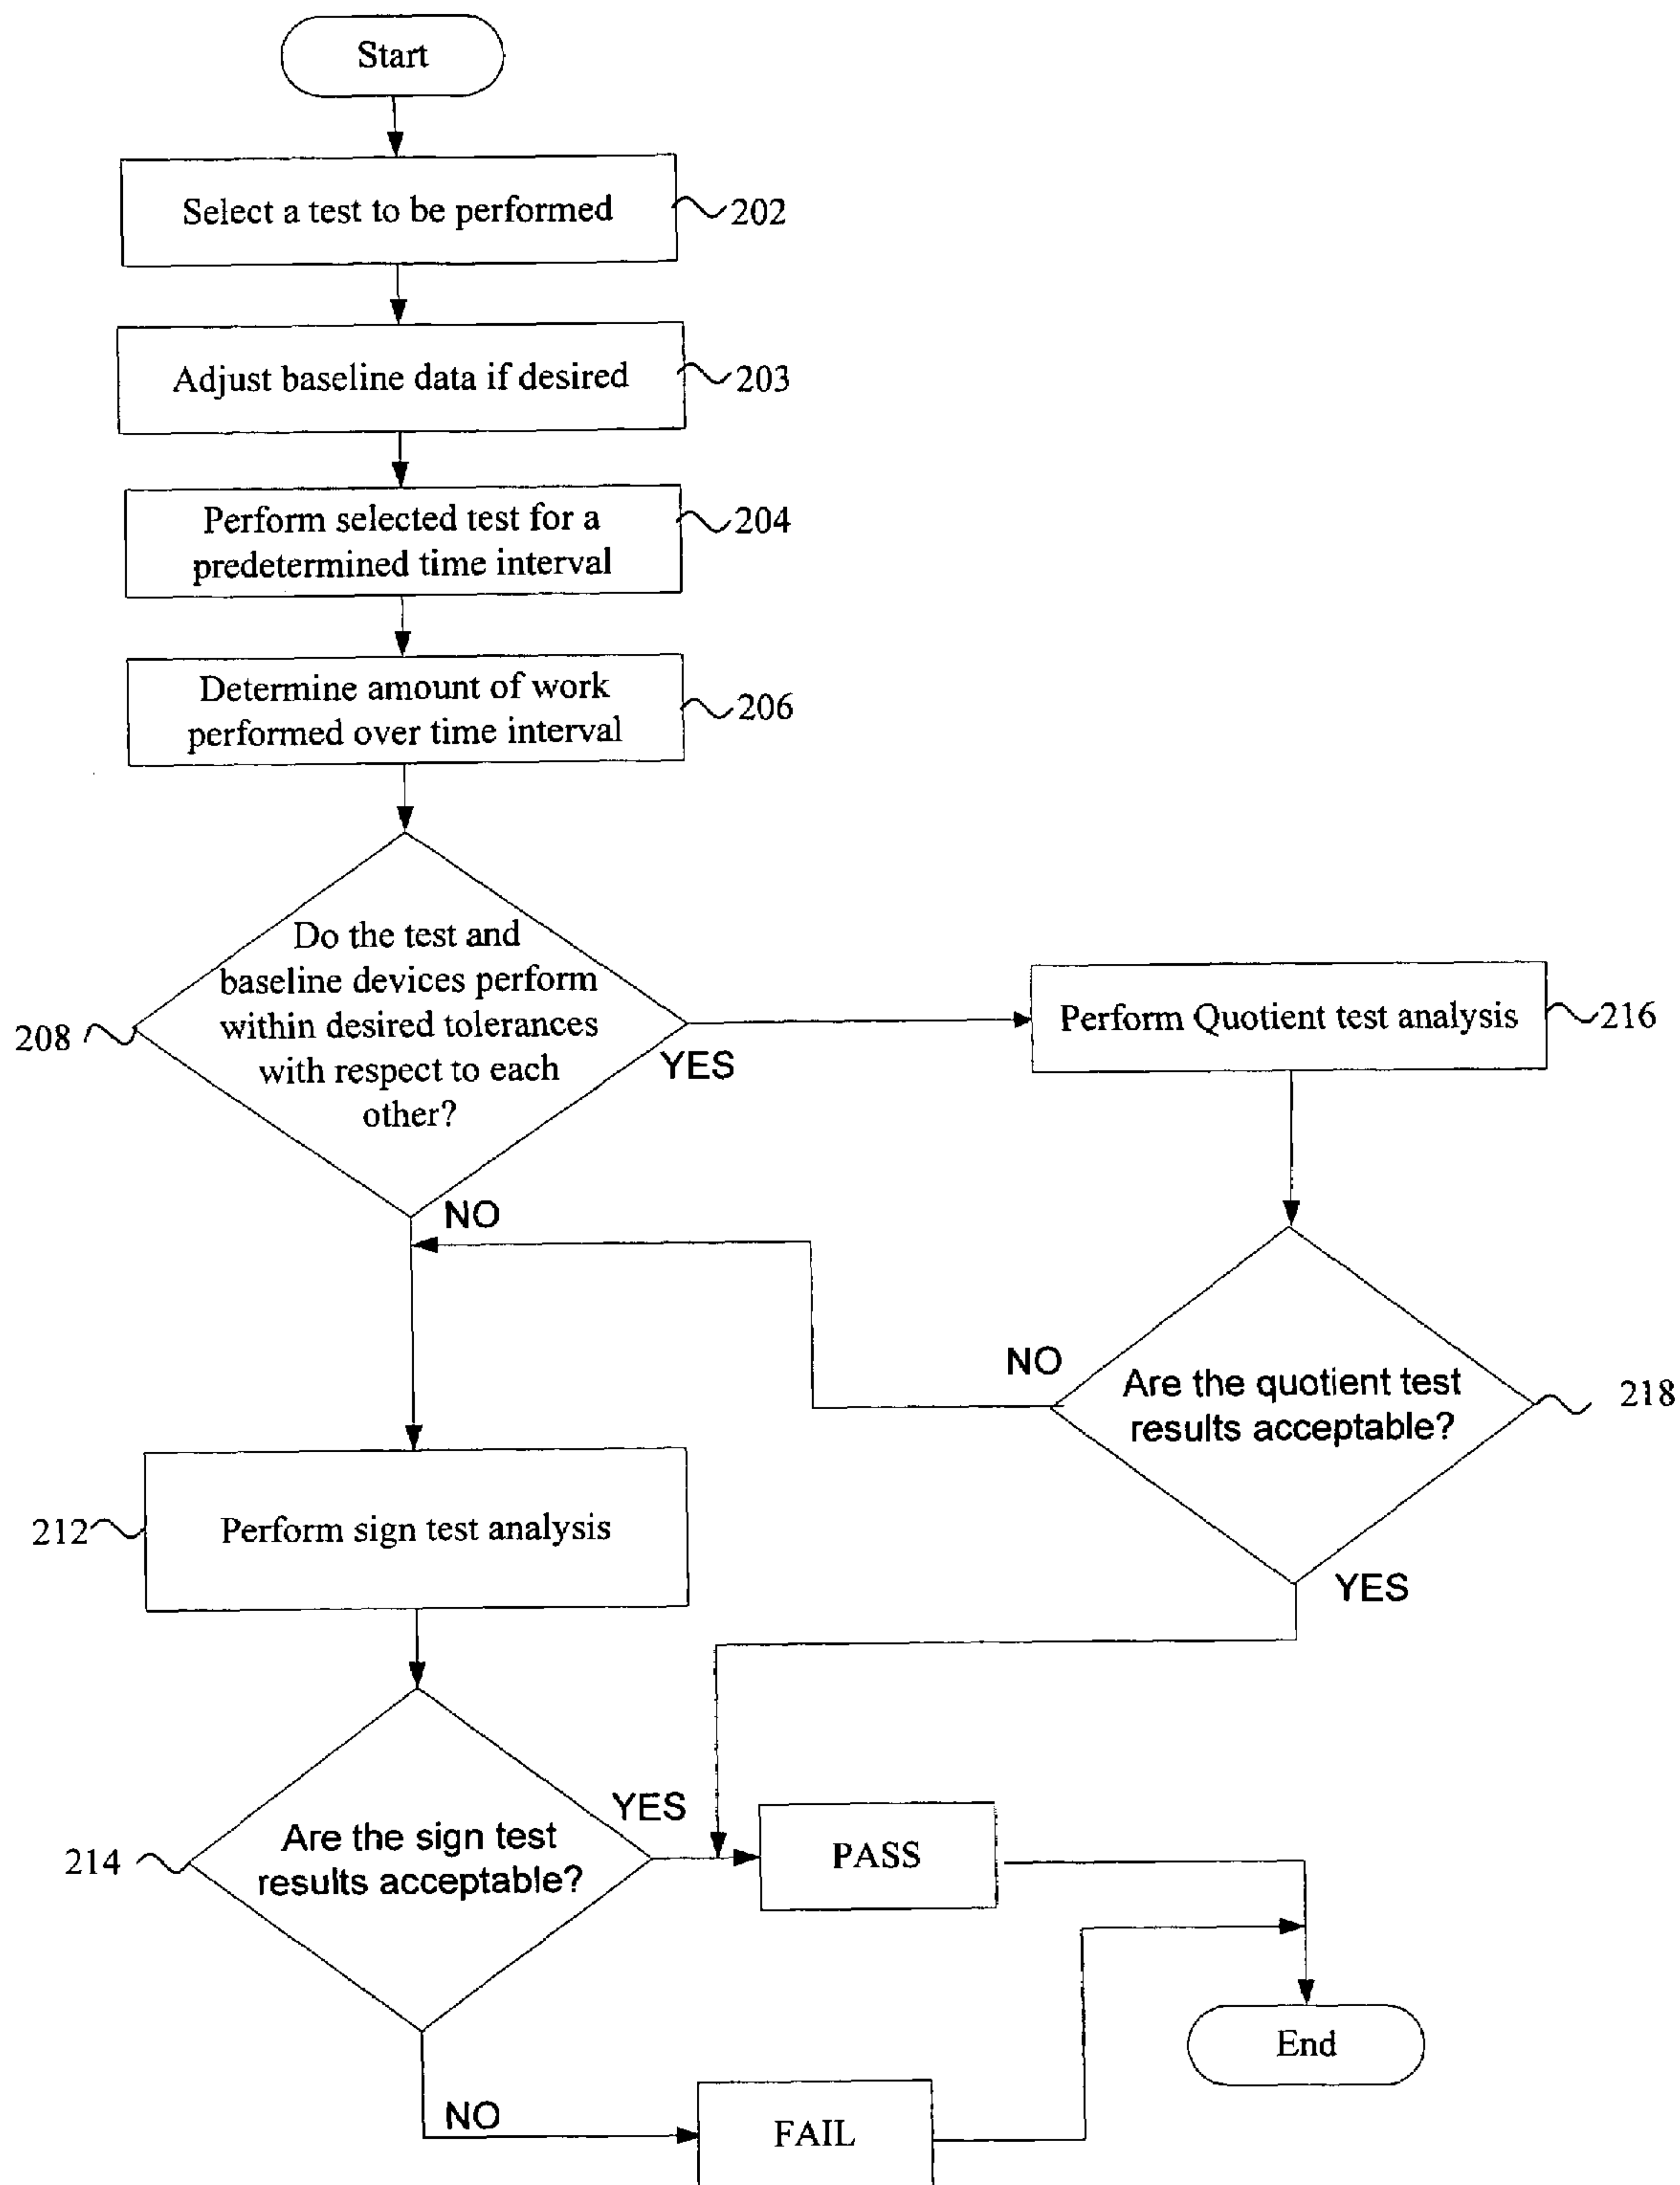 Start
Select a test to be performed
202
Adjust baseline data if desired
203
Perform selected test for a
predetermined time interval
204
Determine amount of work
performed over time interval
206
Do the test and
baseline devices perform
within desired tolerances
with respect to each
other?
208
YES
NO
Perform Quotient test analysis
216
Are the quotient test
results acceptable?
218
NO
YES
Perform sign test analysis
212
Are the sign test
results acceptable?
214
YES
NO
PASS
FAIL
End